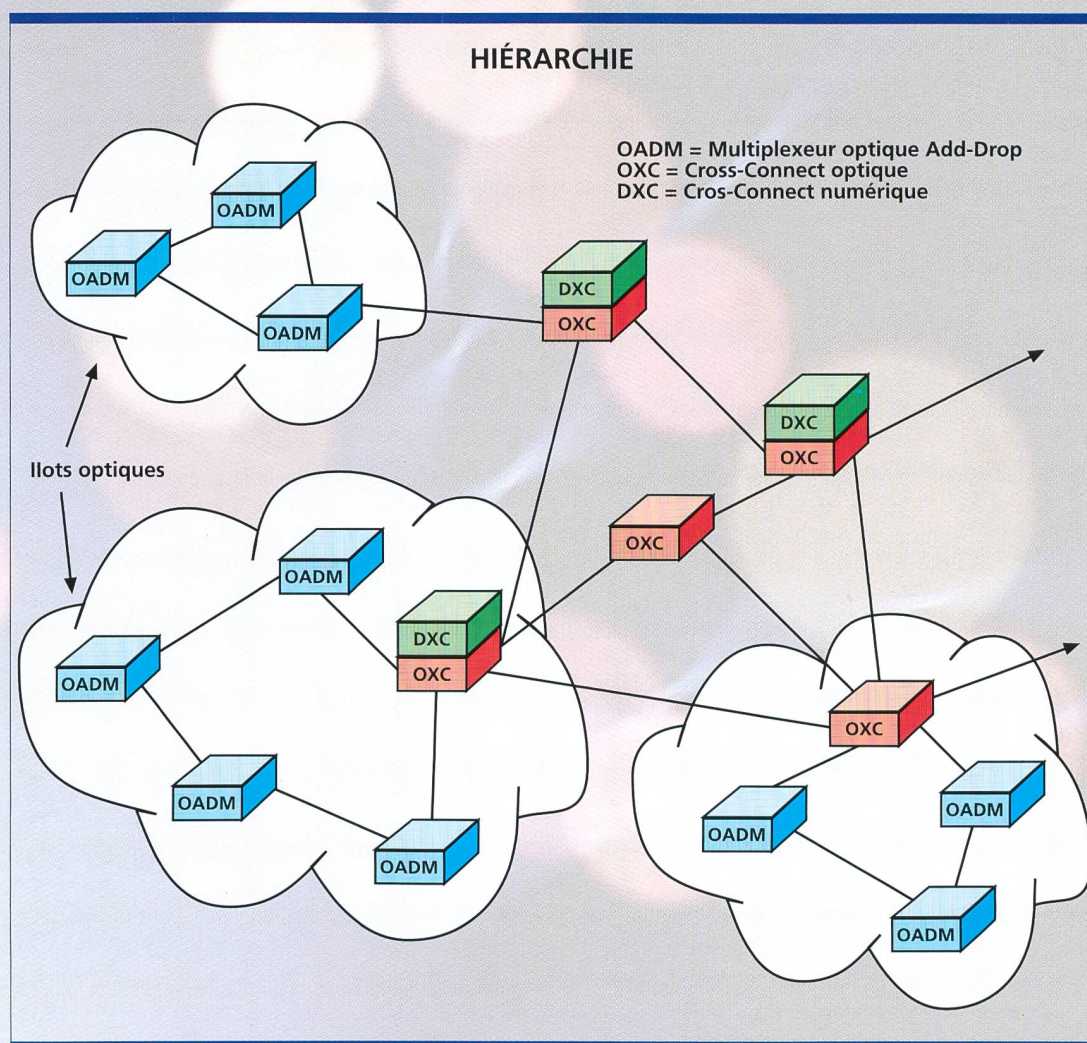 HIÉRARCHIE
OADM = Multiplexeur optique Add-Drop
OXC = Cross-Connect optique
DXC = Cros-Connect numérique
OADM
OADM
OADM
DXC
OXC
DXC
OXC
Ilots optiques
OXC
OADM
DXC
OXC
OADM
OXC
OADM
OADM
OADM
OADM
OADM